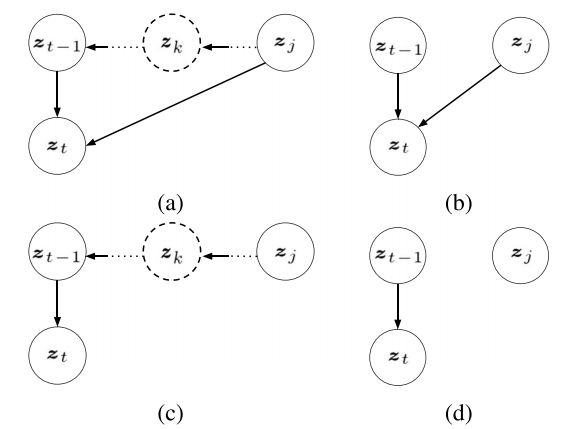 z_{t−1} z_k z_j z_{t−1} z_j
z_t z_t
(a) (b)
z_{t−1} z_k z_j z_{t−1} z_j
z_t z_t
(c) (d)